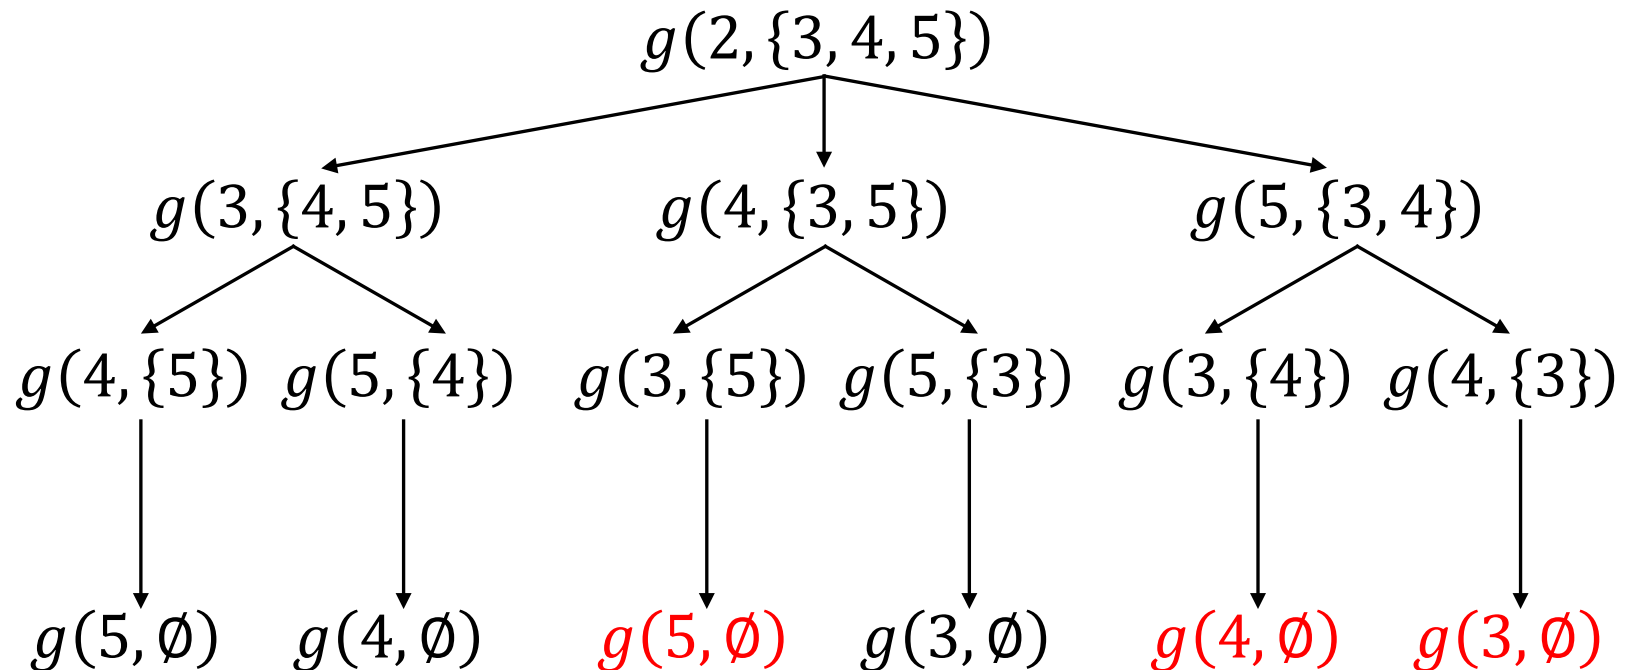 g(2, {3, 4, 5})
g(3, {4, 5}) g(4, {3, 5}) g(5, {3, 4})
g(4, {5}) g(5, {4}) g(3, {5}) g(5, {3}) g(3, {4}) g(4, {3})
g(5, ∅) g(4, ∅) g(5, ∅) g(3, ∅) g(4, ∅) g(3, ∅)